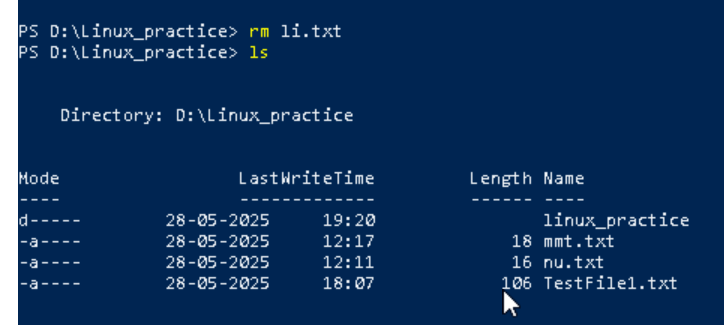 PS D:\Linux_practice> rm li.txt
PS D:\Linux_practice> ls
Directory: D:\Linux_practice
Mode LastWriteTime Length Name
---- ------------- ------ ----
d----- 28-05-2025 19:20 linux_practice
-a---- 28-05-2025 12:17 18 mmt.txt
-a---- 28-05-2025 12:11 16 nu.txt
-a---- 28-05-2025 18:07 106 TestFile1.txt